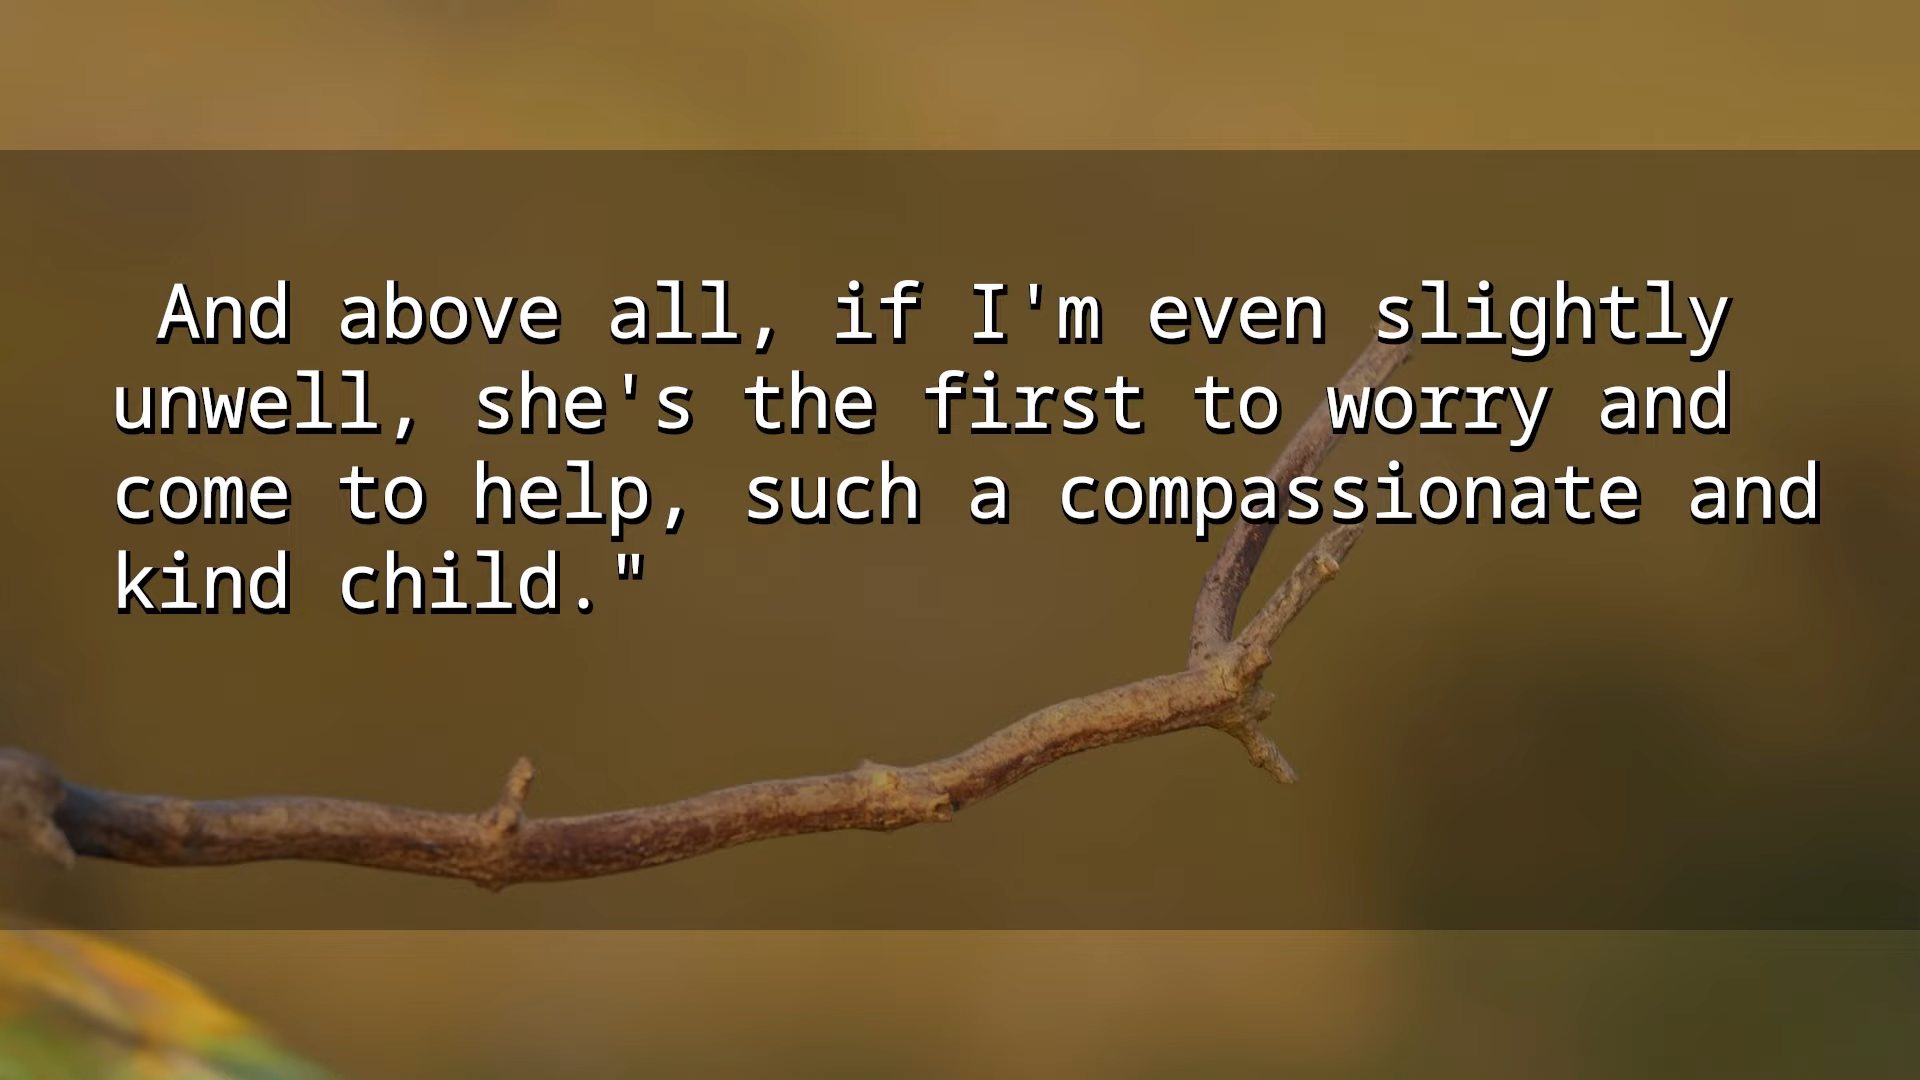 And above all, if I'm even slightly
unwell, she's the first to worry and
come to help, such a compassionate and
kind child."